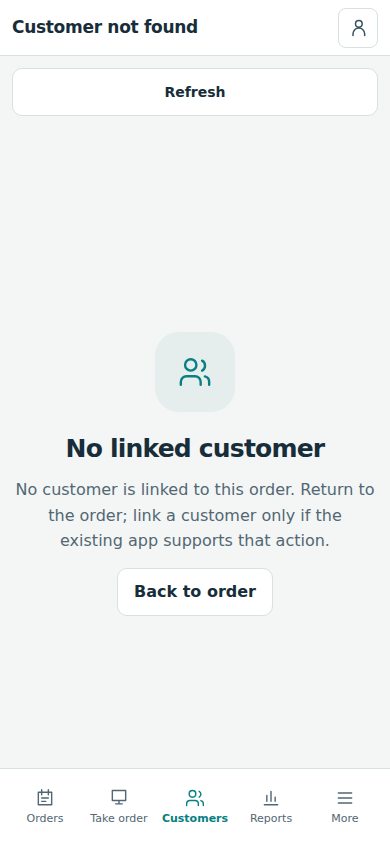 Customer not found
Refresh
No linked customer
No customer is linked to this order. Return to
the order; link a customer only if the
existing app supports that action.
Back to order
Orders
Take order
Customers
Reports
More